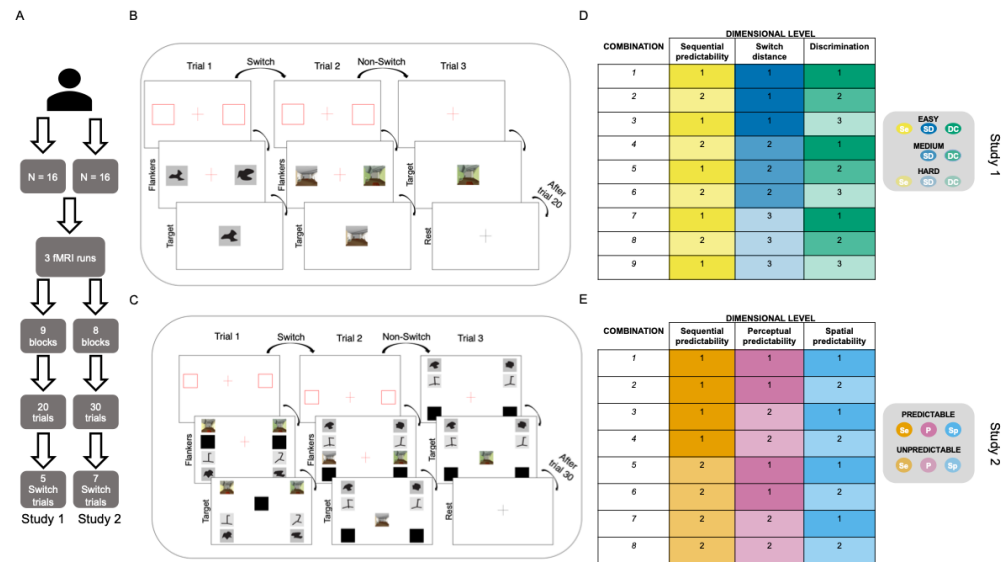 A
N = 16
N = 16
3 fMRI runs
9
blocks
8
blocks
20
trials
30
trials
5
Switch
trials
7
Switch
trials
Study 1
Study 2
B
Trial 1
Switch
Trial 2
Non-Switch
Trial 3
Flankers
Flankers
Target
Target
Target
Rest
After
trial 20
C
Trial 1
Switch
Trial 2
Non-Switch
Trial 3
Flankers
Flankers
Target
Target
Target
Rest
After
trial 30
D
DIMENSIONAL LEVEL
COMBINATION Sequential predictability Switch distance Discrimination
1 1 1 1
2 2 1 2
3 1 1 3
4 2 2 1
5 1 2 2
6 2 2 3
7 1 3 1
8 2 3 2
9 1 3 3
EASY
Se SD DC
MEDIUM
SD DC
HARD
Se SD DC
Study 1
E
DIMENSIONAL LEVEL
COMBINATION Sequential predictability Perceptual predictability Spatial predictability
1 1 1 1
2 1 1 2
3 1 2 1
4 1 2 2
5 2 1 1
6 2 1 2
7 2 2 1
8 2 2 2
PREDICTABLE
Se P Sp
UNPREDICTABLE
Se P Sp
Study 2